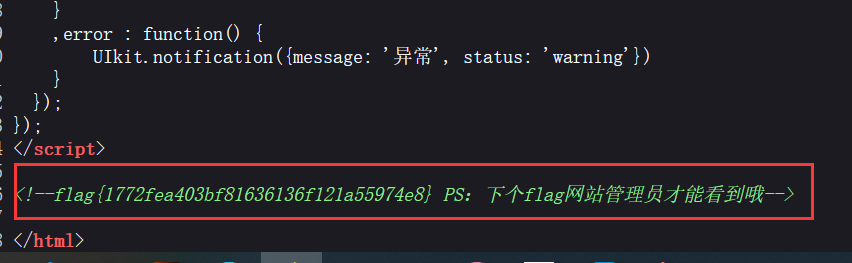 }
,error : function() {
UIkit.notification({message: '异常', status: 'warning'})
}
});
});
</script>
<!--flag{1772fea403bf81636136f121a55974e8} PS: 下个flag网站管理员才能看到哦-->
</html>